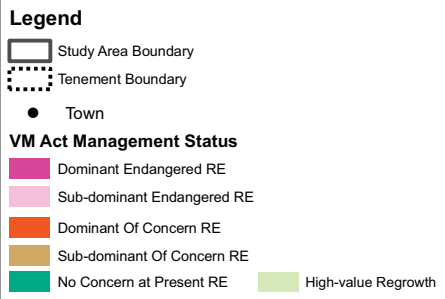 Legend
Study Area Boundary
Tenement Boundary
Town
VM Act Management Status
Dominant Endangered RE
Sub-dominant Endangered RE
Dominant Of Concern RE
Sub-dominant Of Concern RE
No Concern at Present RE High-value Regrowth